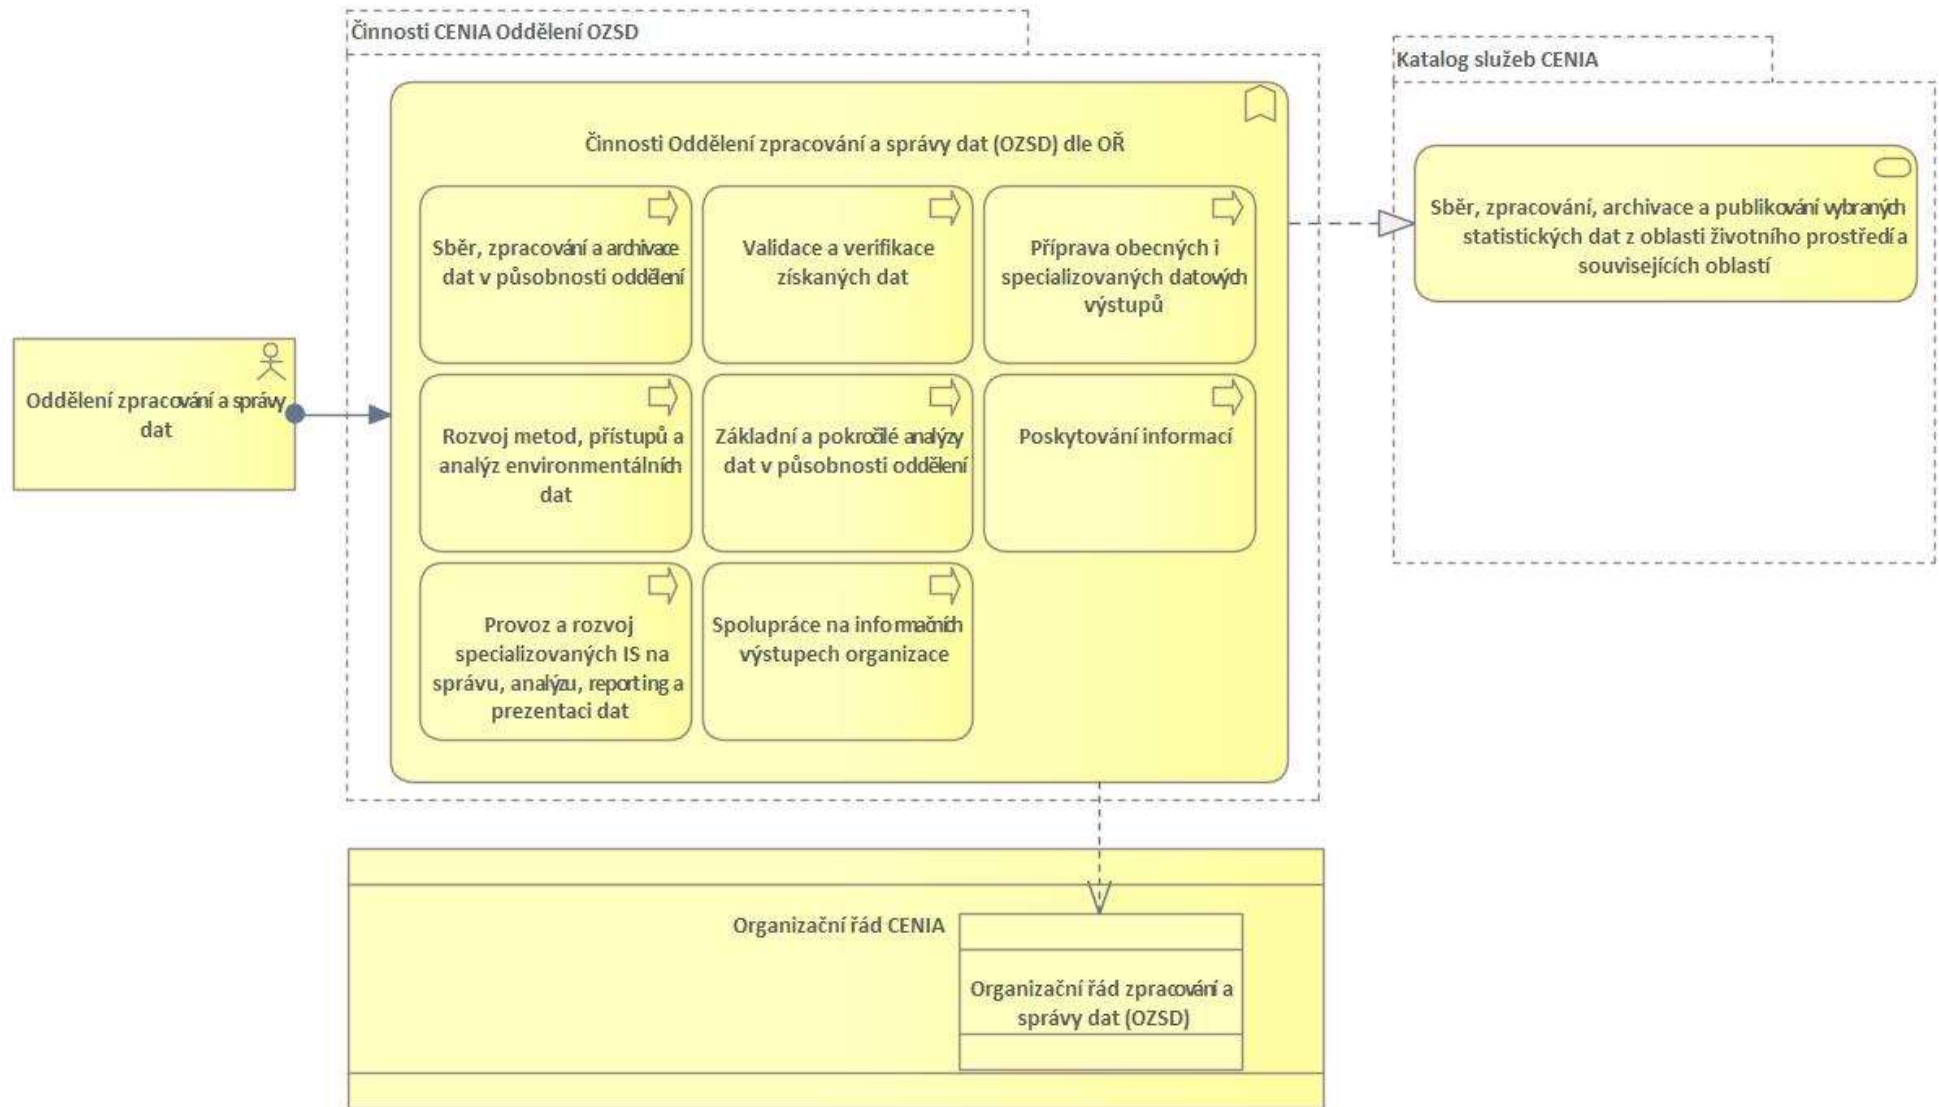 Činnosti CENIA Oddělení OZSD
Katalog služeb CENIA
Činnosti Oddělení zpracování a správy dat (OZSD) dle OŘ
Sběr, zpracování a archivace
dat v působnosti oddělení
Validace a verifikace
získaných dat
Příprava obecných i
specializovaných datových
výstupů
Sběr, zpracování, archivace a publikování vybraných
statistických dat z oblasti životního prostředí a
souvisejících oblastí
Oddělení zpracování a správy
dat
Rozvoj metod, přístupů a
analýz environmentálních
dat
Základní a pokročilé analýzy
dat v působnosti oddělení
Poskytování informací
Provoz a rozvoj
specializovaných IS na
správu, analýzu, reporting a
prezentaci dat
Spolupráce na informačních
výstupech organizace
Organizační řád CENIA
Organizační řád zpracování a
správy dat (OZSD)